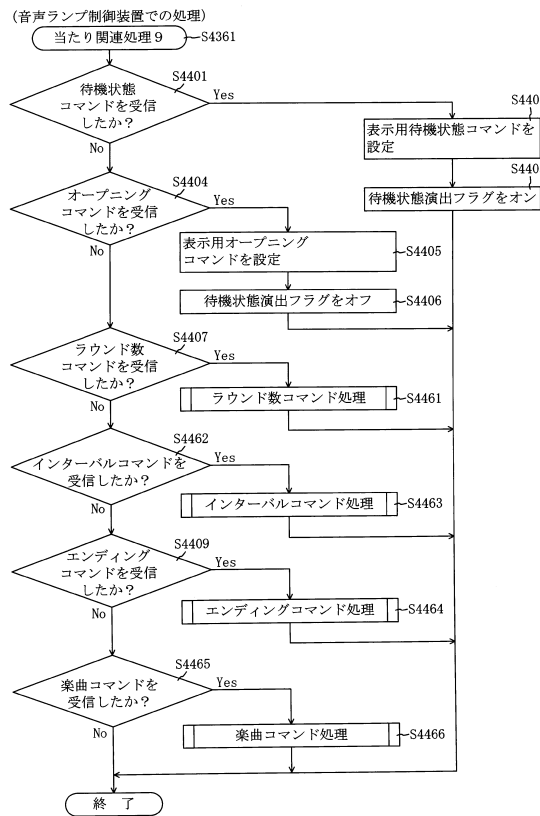 (音声ランプ制御装置での処理)
当たり関連処理9
S4361
S4401
待機状態
コマンドを受信
したか？
Yes
No
S440
表示用待機状態コマンドを
設定
S440
待機状態演出フラグをオン
S4404
オープニング
コマンドを受信
したか？
Yes
No
表示用オープニング
コマンドを設定
S4405
待機状態演出フラグをオフ
S4406
S4407
ラウンド数
コマンドを受信
したか？
Yes
No
ラウンド数コマンド処理
S4461
S4462
インターバルコマンドを
受信したか？
Yes
No
インターバルコマンド処理
S4463
S4409
エンディング
コマンドを受信
したか？
Yes
No
エンディングコマンド処理
S4464
S4465
楽曲コマンドを
受信したか？
Yes
No
楽曲コマンド処理
S4466
終 了